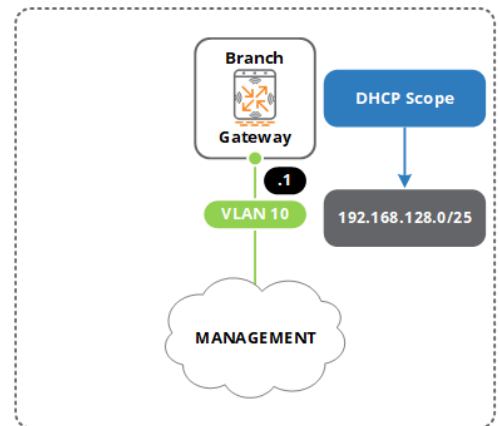 Branch
Gateway
DHCP Scope
.1
VLAN 10
192.168.128.0/25
MANAGEMENT